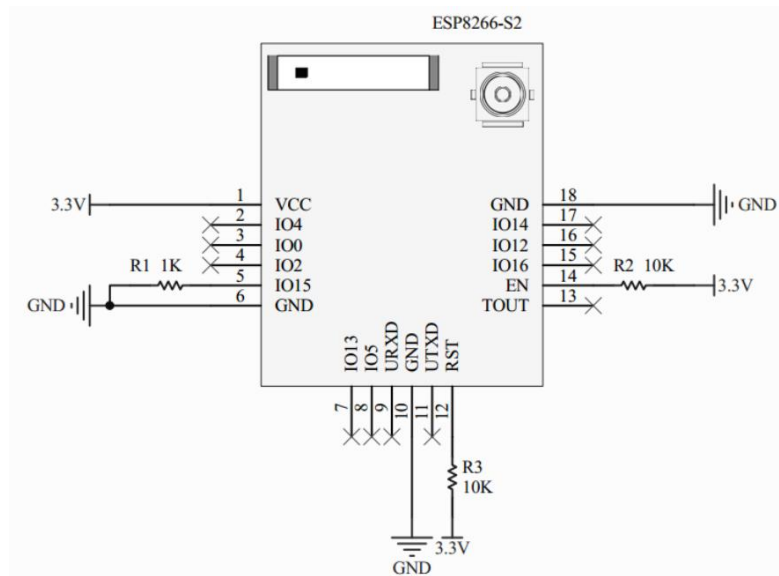 ESP8266-S2
3.3V 1 VCC GND 18 GND
2 IO4 IO14 17
3 IO0 IO12 16
4 IO2 IO16 15
R1 1K 5 IO15 EN 14 R2 10K 3.3V
GND 6 GND TOUT 13
IO13 IO5 URXD GND UTXD RST
7 8 9 10 11 12
R3
10K
3.3V
GND